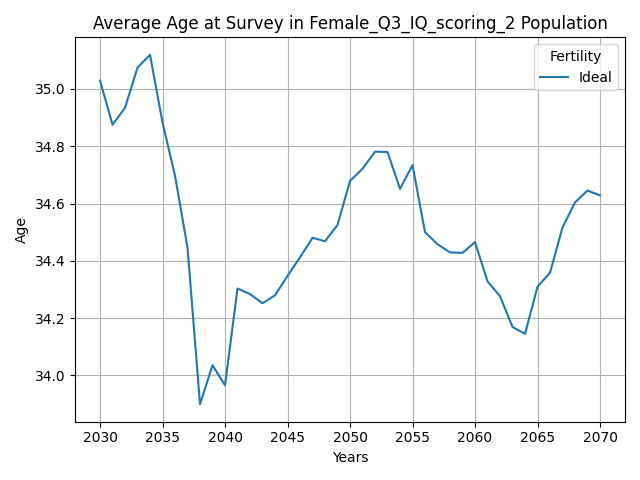 Average Age at Survey in Female_Q3_IQ_scoring_2 Population
Fertility
Ideal
35.0
34.8
34.6
34.4
34.2
34.0
Age
2030 2035 2040 2045 2050 2055 2060 2065 2070
Years